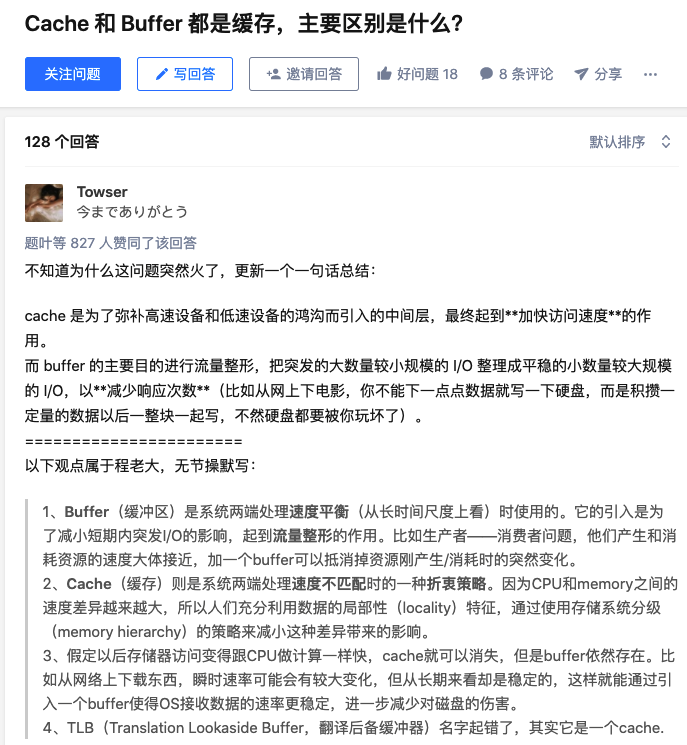 Cache 和 Buffer 都是缓存，主要区别是什么？
关注问题 写回答 邀请回答 好问题 18 8 条评论 分享 ···
128 个回答 默认排序
Towser
今までありがとう
题叶等 827 人赞同了该回答
不知道为什么这问题突然火了，更新一个一句话总结：
cache 是为了弥补高速设备和低速设备的鸿沟而引入的中间层，最终起到**加快访问速度**的作
用。
而 buffer 的主要目的进行流量整形，把突发的大数量较小规模的 I/O 整理成平稳的小数量较大规模
的 I/O，以**减少响应次数**（比如从网上下电影，你不能下一点点数据就写一下硬盘，而是积攒一
定量的数据以后一整块一起写，不然硬盘都要被你玩坏了）。
=======================
以下观点属于程老大，无节操默写：
1、Buffer（缓冲区）是系统两端处理速度平衡（从长时间尺度上看）时使用的。它的引入是为
了减小短期内突发I/O的影响，起到流量整形的作用。比如生产者——消费者问题，他们产生和消
耗资源的速度大体接近，加一个buffer可以抵消掉资源刚产生/消耗时的突然变化。
2、Cache（缓存）则是系统两端处理速度不匹配时的一种折衷策略。因为CPU和memory之间的
速度差异越来越大，所以人们充分利用数据的局部性（locality）特征，通过使用存储系统分级
（memory hierarchy）的策略来减小这种差异带来的影响。
3、假定以后存储器访问变得跟CPU做计算一样快，cache就可以消失，但是buffer依然存在。比
如从网络上下载东西，瞬时速率可能会有较大变化，但从长期来看却是稳定的，这样就能通过引
入一个buffer使得OS接收数据的速率更稳定，进一步减少对磁盘的伤害。
4、TLB（Translation Lookaside Buffer，翻译后备缓冲器）名字起错了，其实它是一个cache.